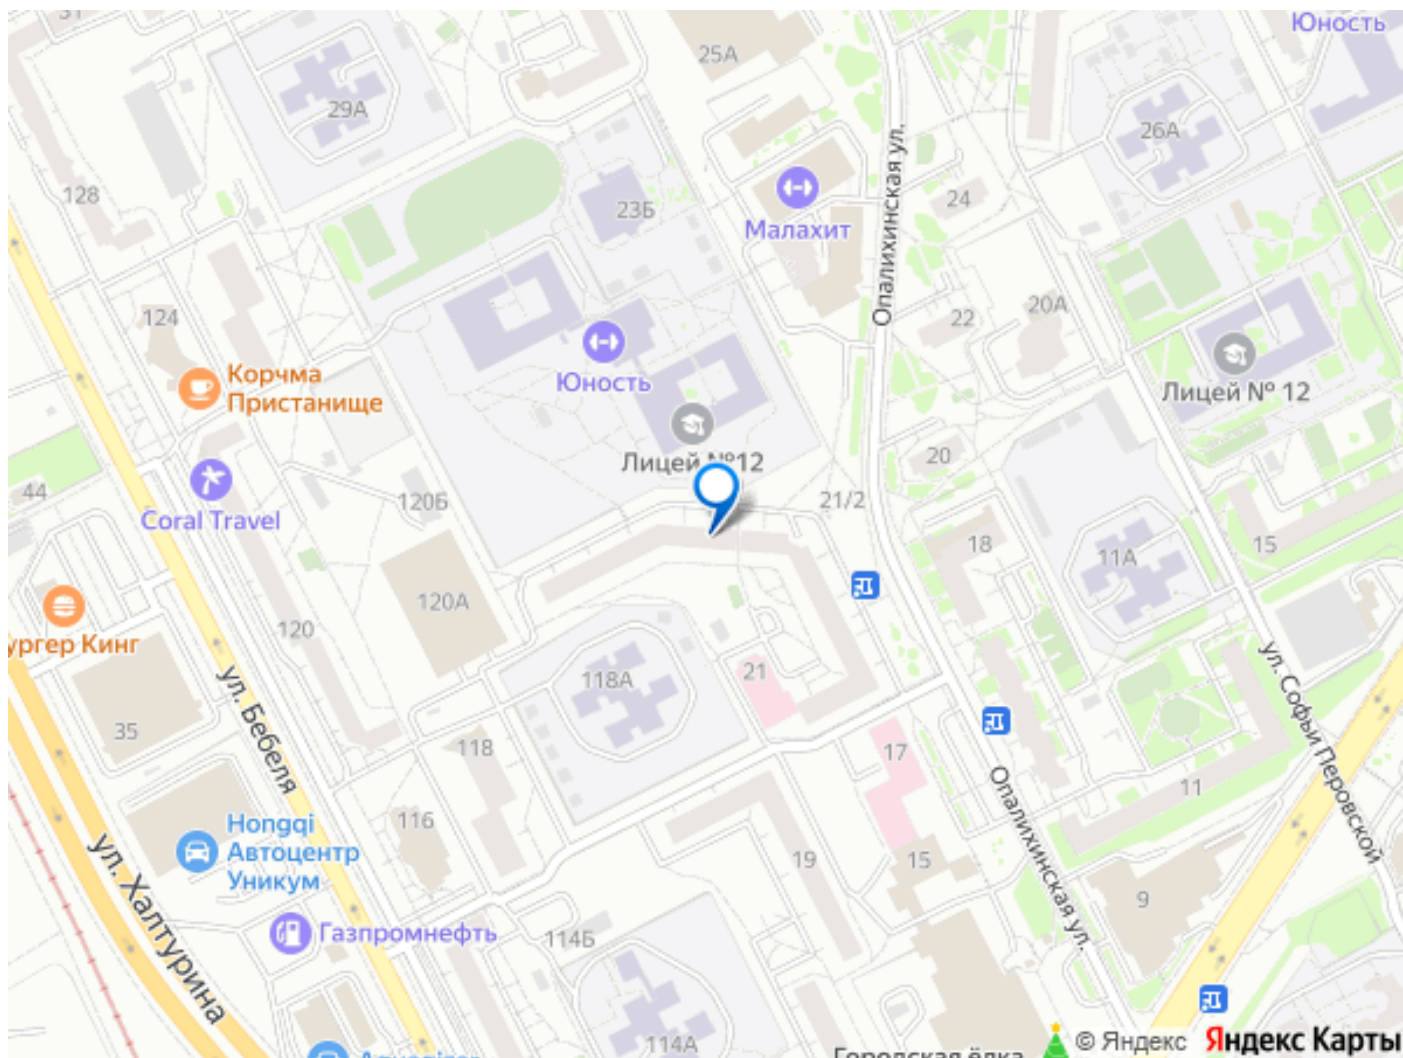 31
25А
Юность
29А
26А
128
23Б
Малахит
Опалихинская ул.
24
22
20А
124
Корчма
Пристанище
Юность
Лицей № 12
Лицей №12
20
44
Coral Travel
120Б
21/2
18
15
11А
120А
120
ургер Кинг
118А
21
ул. Бебеля
ул. Софьи Перовской
35
118
17
11
Hongqi
Автоцентр
Уникум
116
19
15
Опалихинская ул.
9
ул. Халтурина
Газпромнефть
114Б
114А
Городская ёлка
© Яндекс
Яндекс Карты